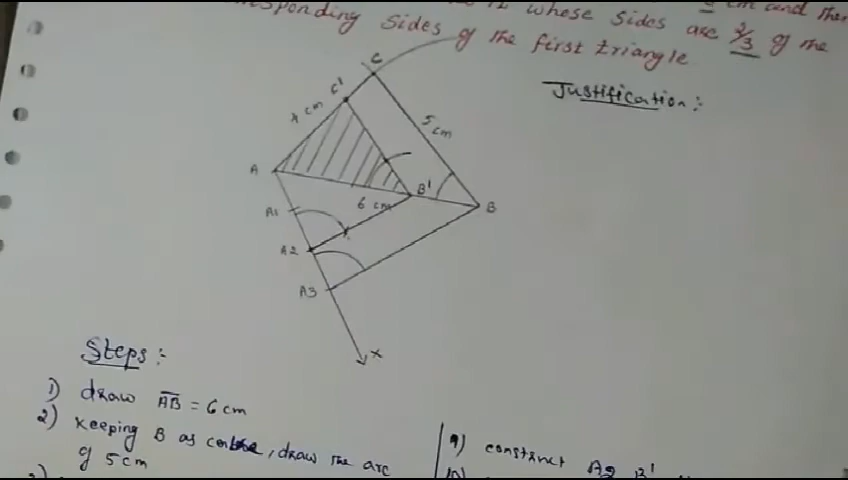 whose sides are 2/3 of the
sides of the first triangle
Justification:
C
C'
4 cm
5 cm
A
B'
6 cm
B
A1
A2
A3
X
Steps:-
1) draw AB = 6 cm
2) keeping B as , draw the arc
of 5 cm
9) construct A2 B'